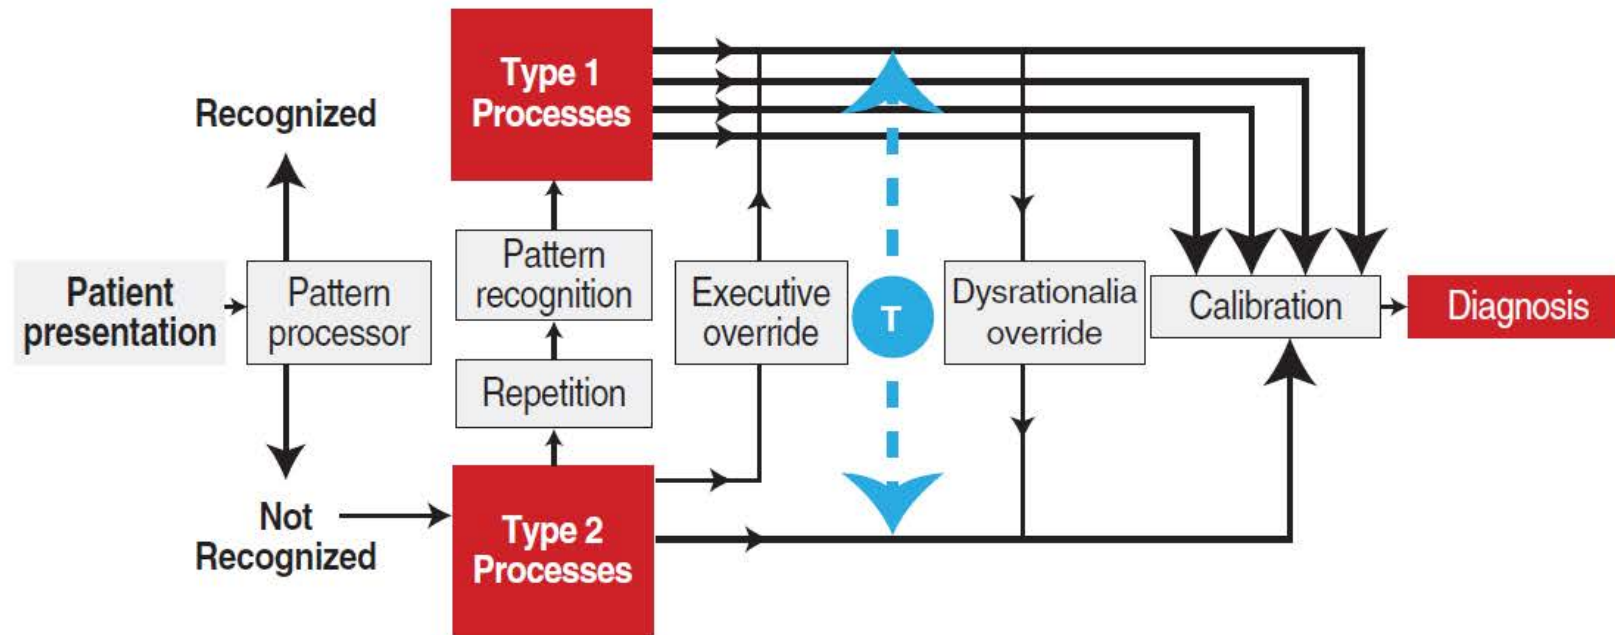 Patient
presentation
Pattern
processor
Recognized
Not
Recognized
Type 1
Processes
Pattern
recognition
Repetition
Type 2
Processes
Executive
override
T
Dysrationalia
override
Calibration
Diagnosis